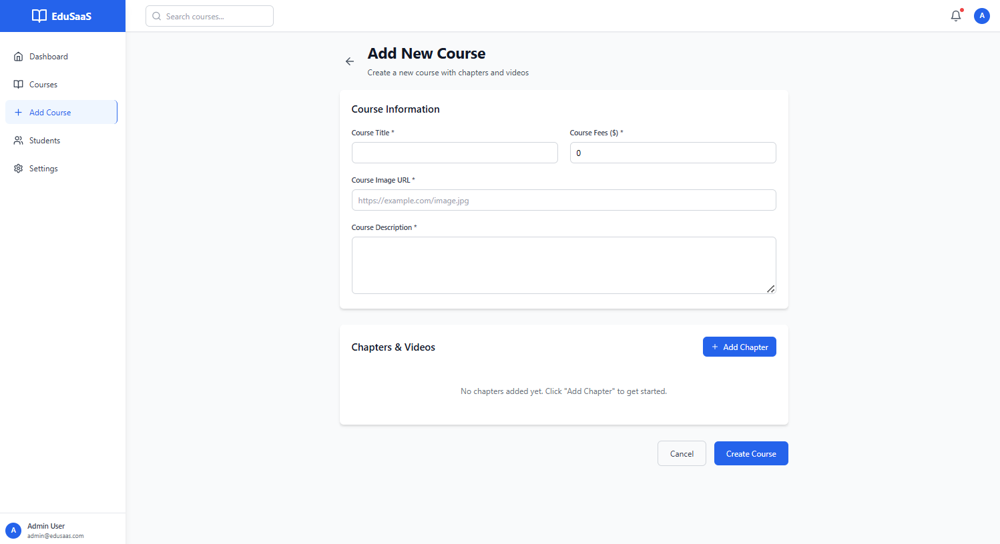 EduSaaS
Search courses...
A
Dashboard
Courses
Add Course
Students
Settings
Add New Course
Create a new course with chapters and videos
Course Information
Course Title *
Course Fees ($) *
0
Course Image URL *
https://example.com/image.jpg
Course Description *
Chapters & Videos
+ Add Chapter
No chapters added yet. Click "Add Chapter" to get started.
Cancel
Create Course
A
Admin User
admin@edusaas.com